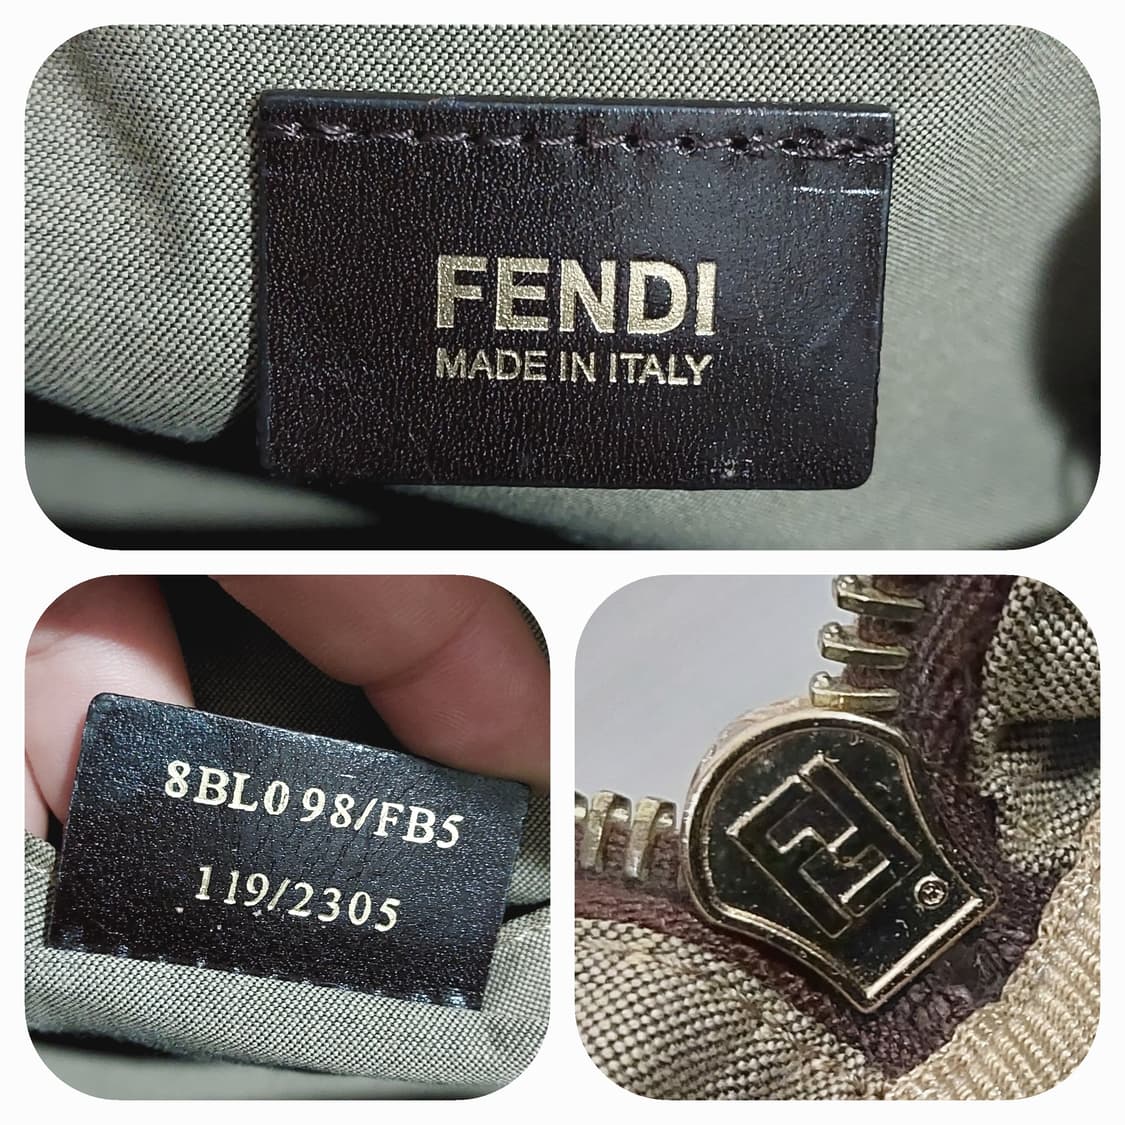 FENDI
MADE IN ITALY
8BL098/FB5
119/2305
®